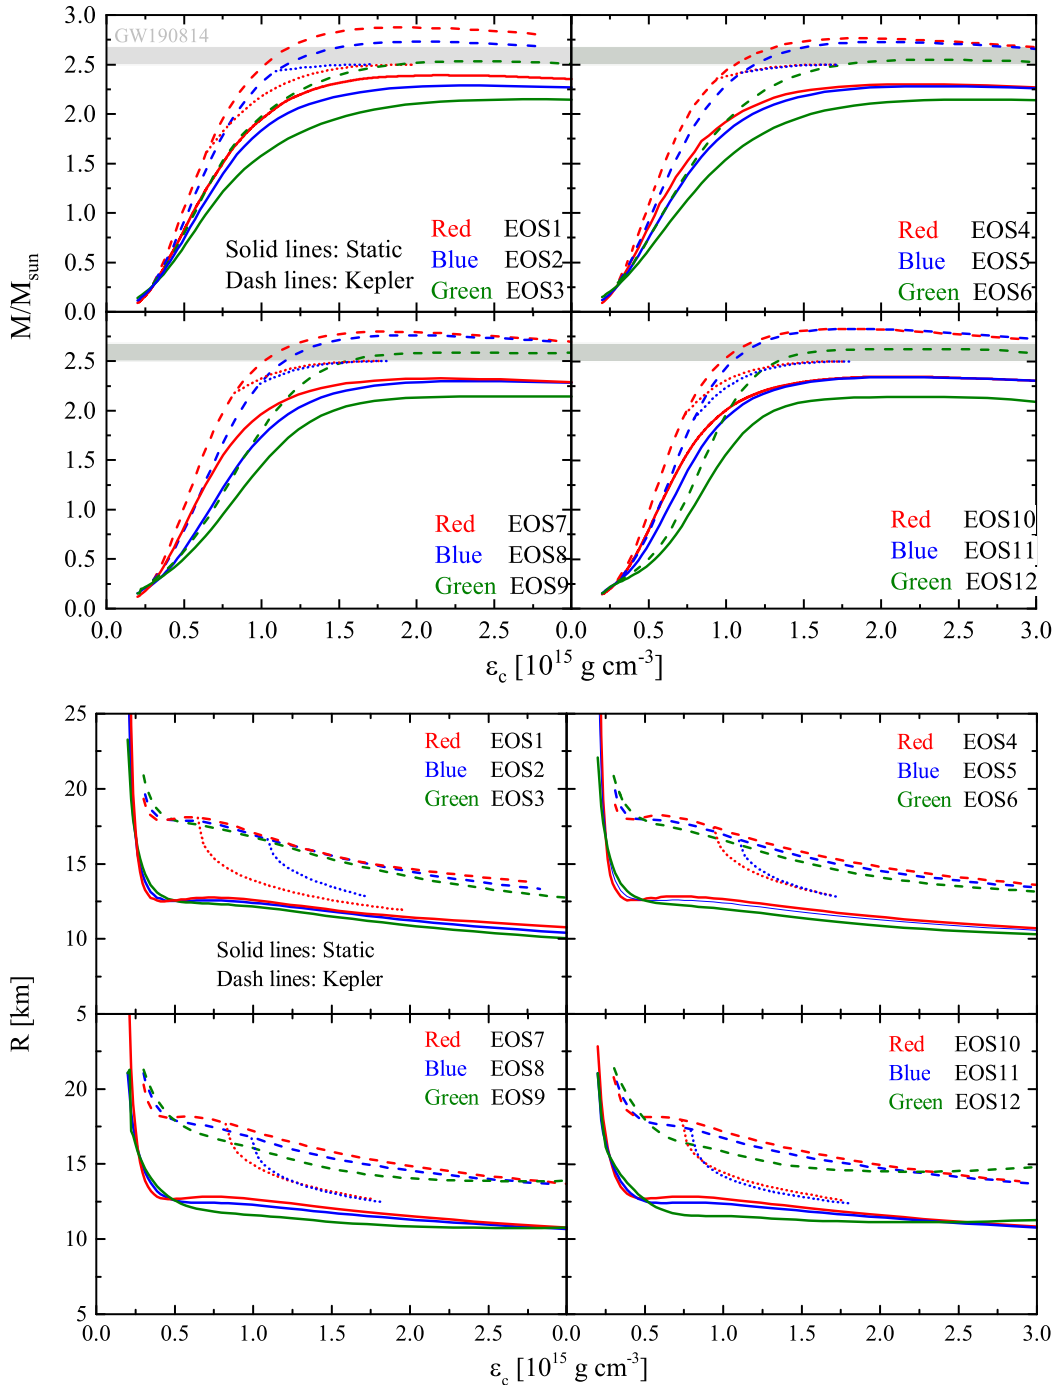 3.0
GW190814
2.5
2.0
1.5
1.0
0.5
0.0
M/M_sun
Solid lines: Static
Dash lines: Kepler
Red EOS1
Blue EOS2
Green EOS3
Red EOS4
Blue EOS5
Green EOS6
2.5
2.0
1.5
1.0
0.5
0.0
Red EOS7
Blue EOS8
Green EOS9
Red EOS10
Blue EOS11
Green EOS12
0.0 0.5 1.0 1.5 2.0 2.5 0.0 0.5 1.0 1.5 2.0 2.5 3.0
ε_c [10^15 g cm^-3]
25
20
15
10
5
R [km]
Red EOS1
Blue EOS2
Green EOS3
Solid lines: Static
Dash lines: Kepler
Red EOS4
Blue EOS5
Green EOS6
20
15
10
5
Red EOS7
Blue EOS8
Green EOS9
Red EOS10
Blue EOS11
Green EOS12
0.0 0.5 1.0 1.5 2.0 2.5 0.0 0.5 1.0 1.5 2.0 2.5 3.0
ε_c [10^15 g cm^-3]